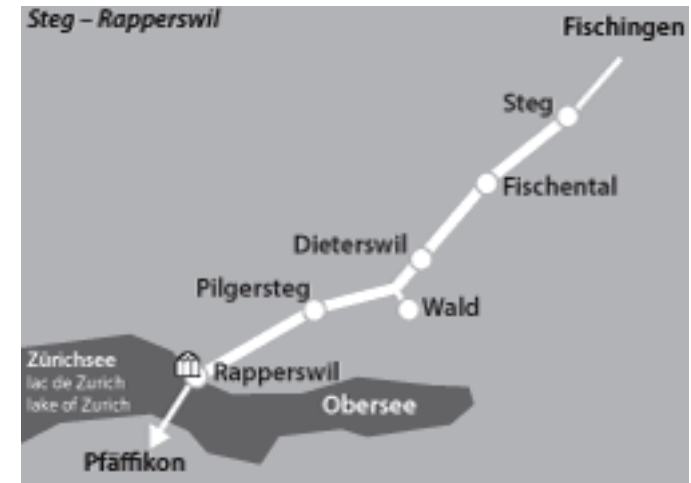 Steg – Rapperswil
Fischingen
Steg
Fischental
Dieterswil
Pilgersteg
Wald
Zürichsee
lac de Zurich
lake of Zurich
Rapperswil
Obersee
Pfäffikon